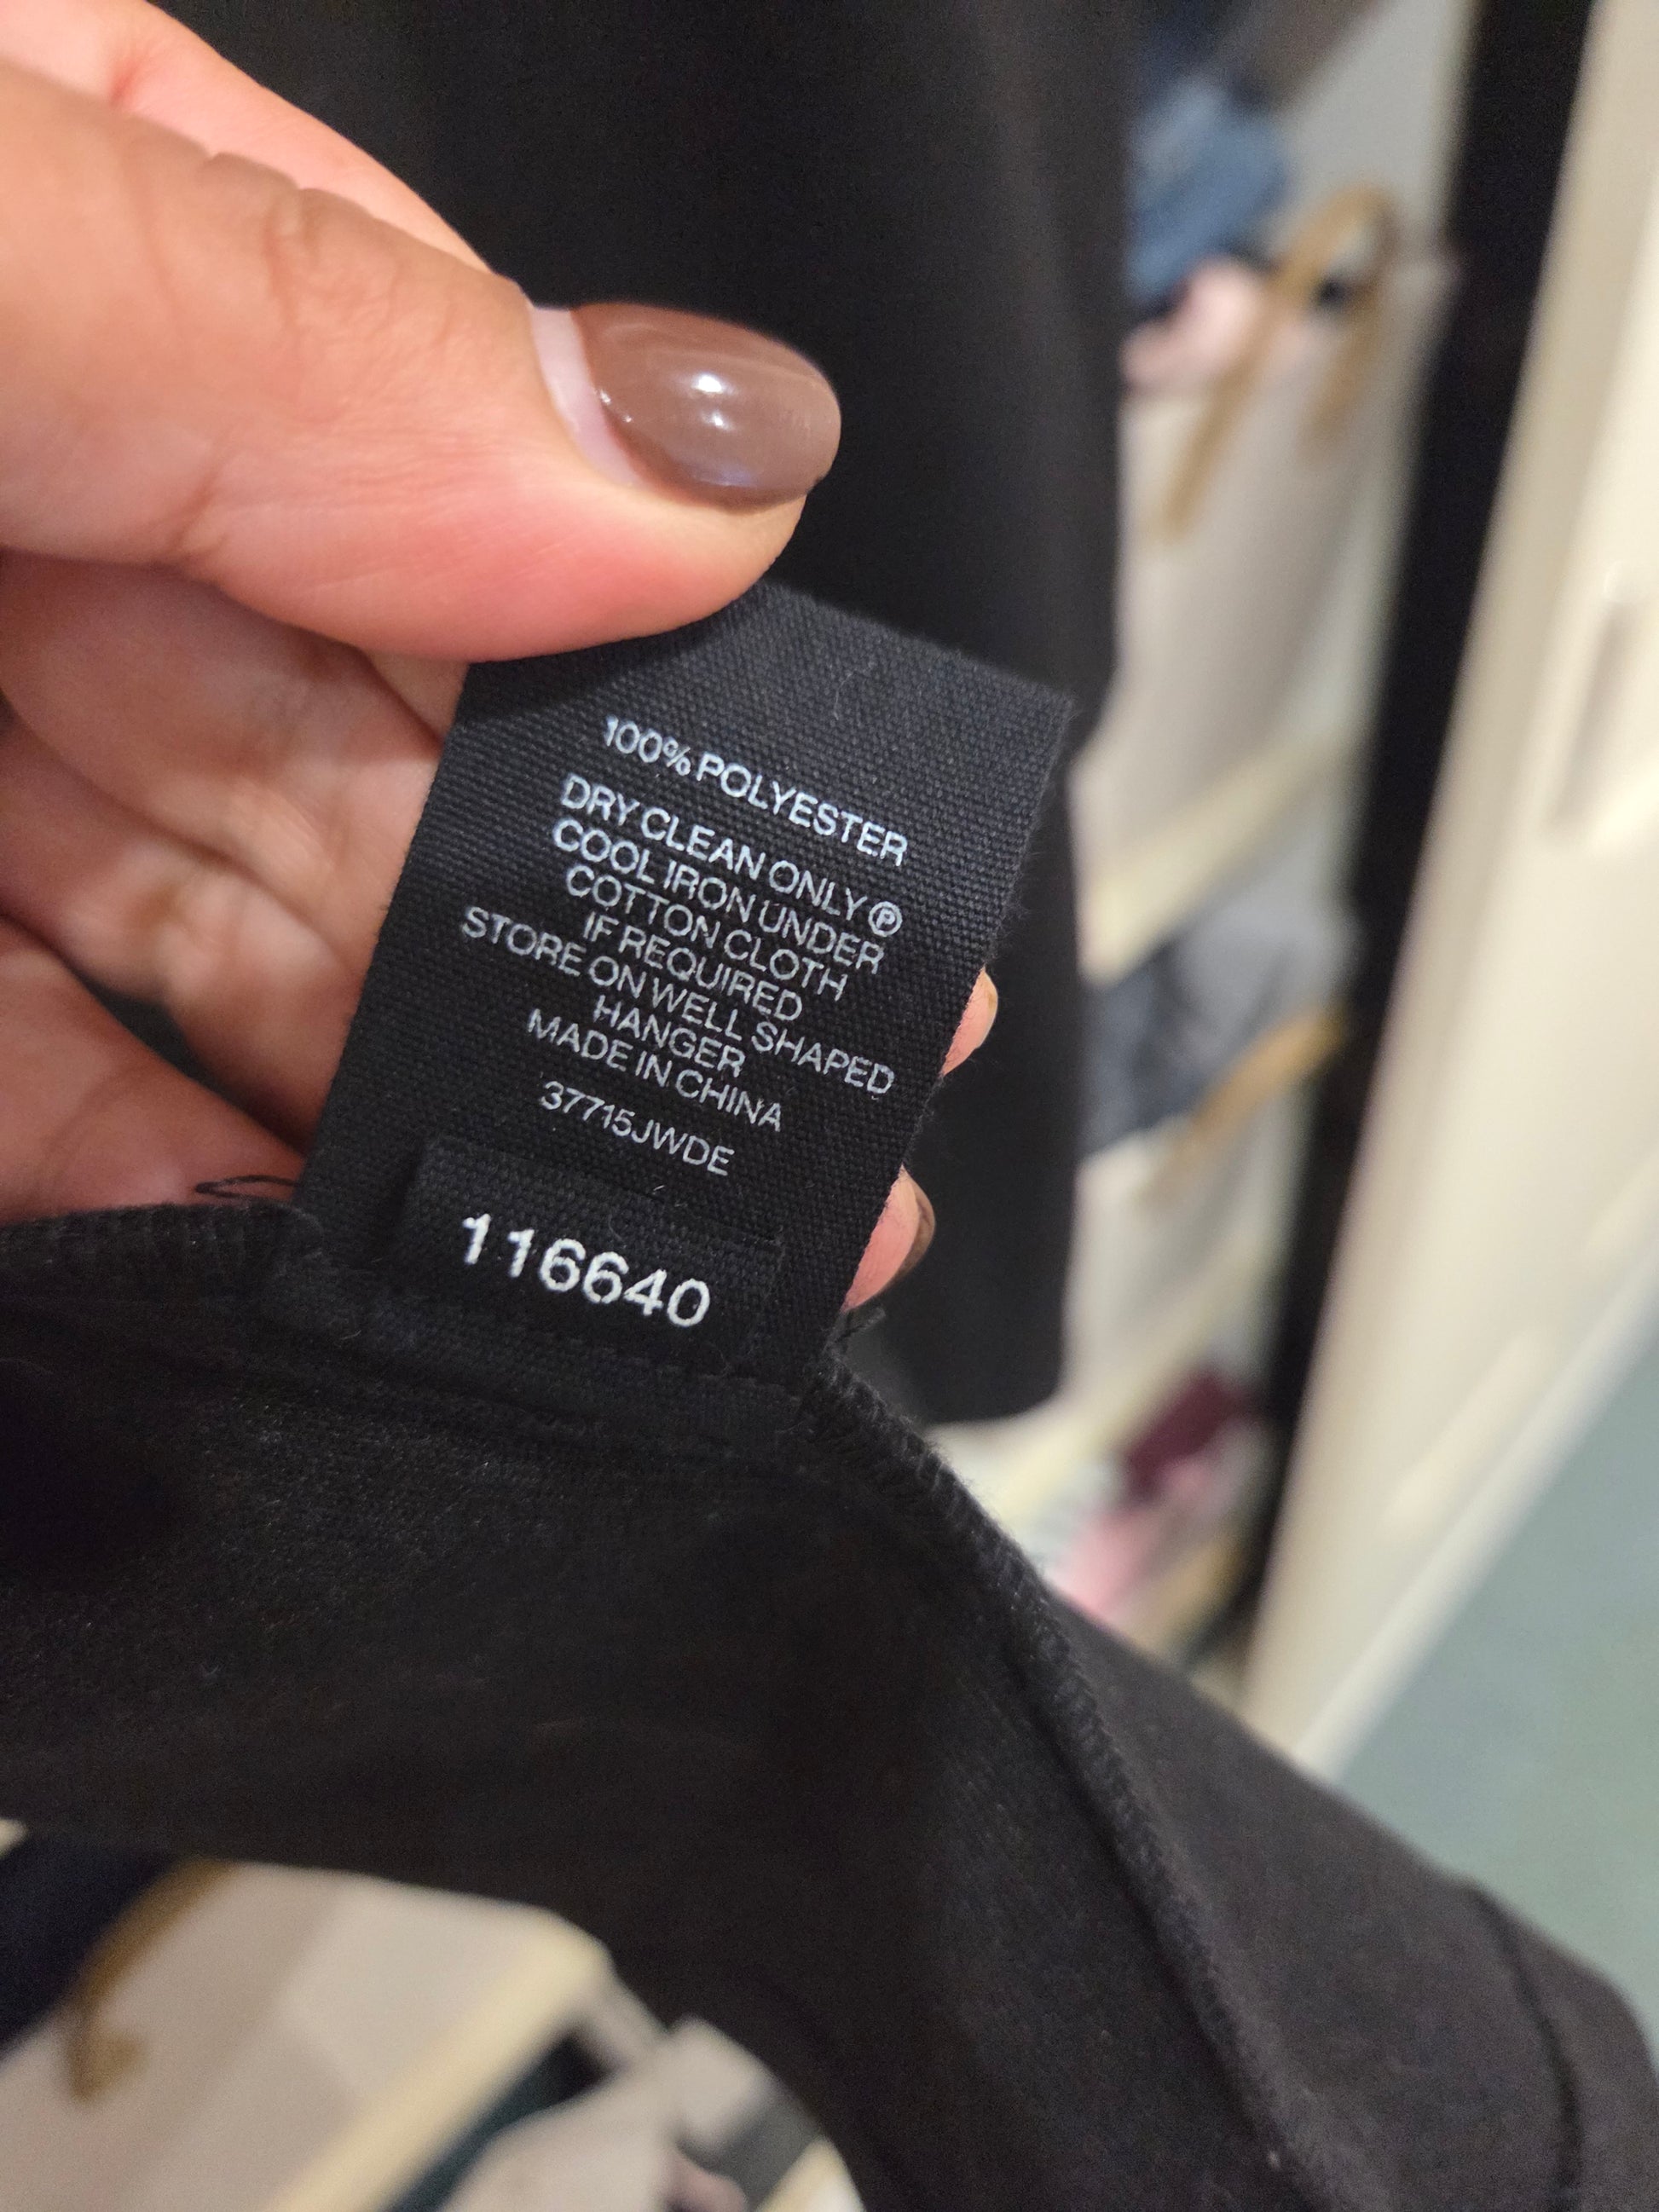 100% POLYESTER
DRY CLEAN ONLY Ⓟ
COOL IRON UNDER
COTTON CLOTH
IF REQUIRED
STORE ON WELL SHAPED
HANGER
MADE IN CHINA
37715JWDE
116640